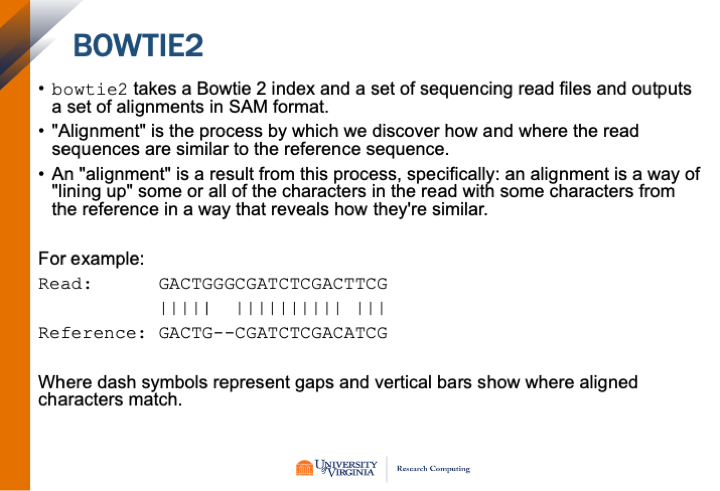 BOWTIE2
• bowtie2 takes a Bowtie 2 index and a set of sequencing read files and outputs
a set of alignments in SAM format.
• "Alignment" is the process by which we discover how and where the read
sequences are similar to the reference sequence.
• An "alignment" is a result from this process, specifically: an alignment is a way of
"lining up" some or all of the characters in the read with some characters from
the reference in a way that reveals how they're similar.
For example:
Read:       GACTGGGCGATCTCGACTTCG
            |||||  |||||||||| |||
Reference: GACTG--CGATCTCGACATCG
Where dash symbols represent gaps and vertical bars show where aligned
characters match.
UNIVERSITY of VIRGINIA Research Computing